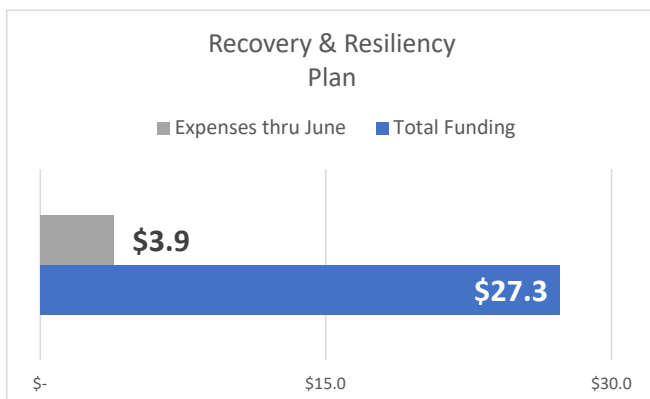 Recovery & Resiliency
Plan
Expenses thru June Total Funding
$3.9
$27.3
$- $15.0 $30.0